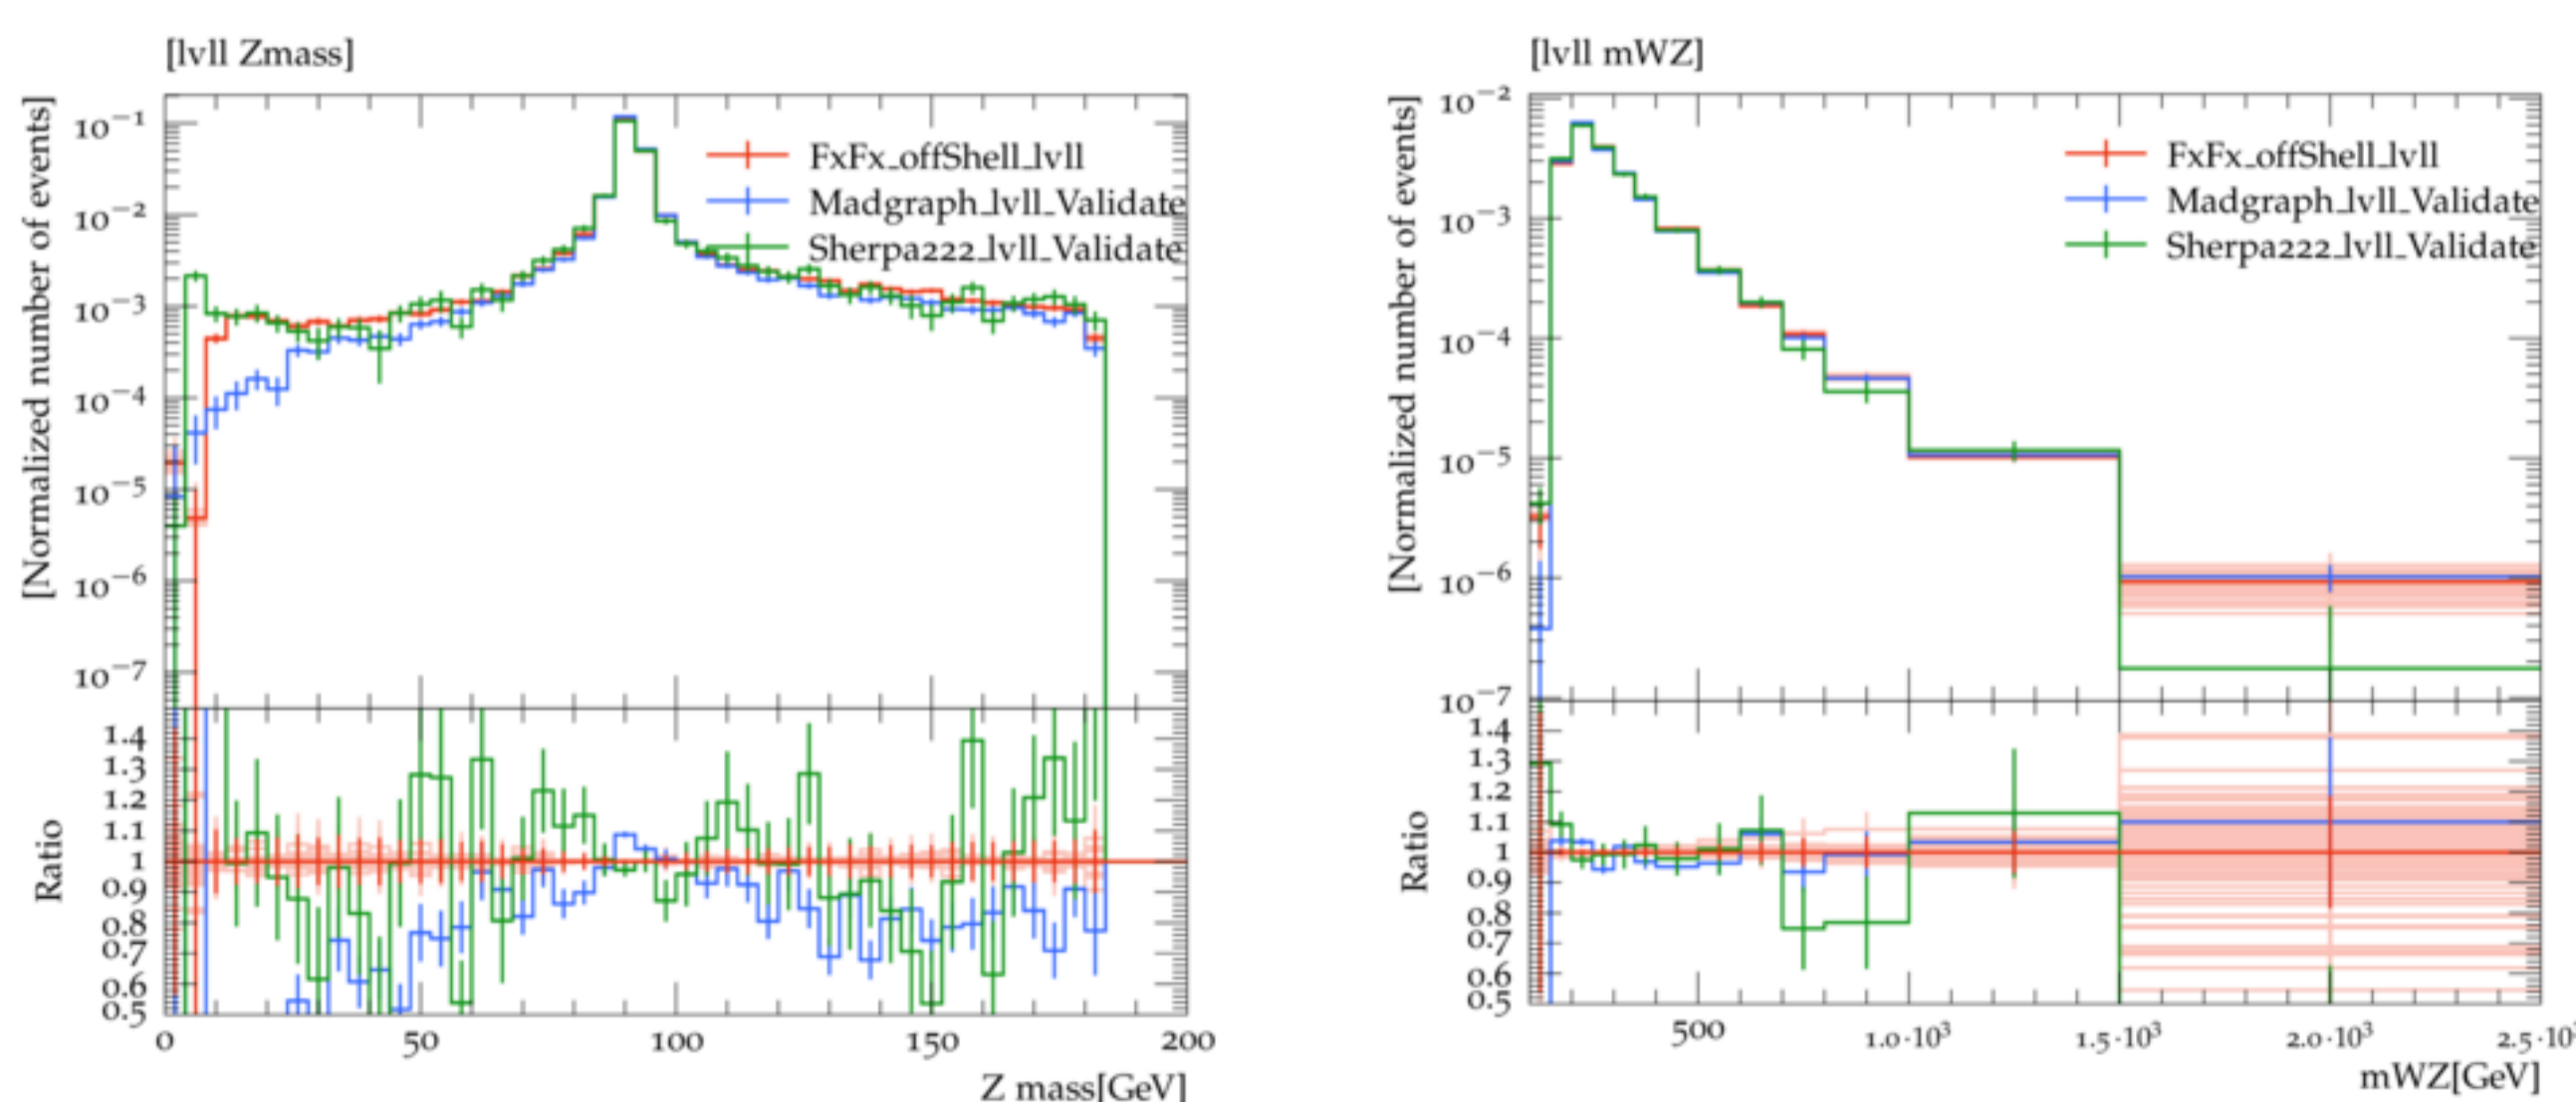 [lvll Zmass]
[Normalized number of events]
10−1
10−2
10−3
10−4
10−5
10−6
10−7
FxFx_offShell_lvll
Madgraph_lvll_Validate
Sherpa222_lvll_Validate
Ratio
1.4
1.3
1.2
1.1
1
0.9
0.8
0.7
0.6
0.5
0 50 100 150 200
Z mass[GeV]
[lvll mWZ]
[Normalized number of events]
10−2
10−3
10−4
10−5
10−6
10−7
FxFx_offShell_lvll
Madgraph_lvll_Validate
Sherpa222_lvll_Validate
Ratio
1.4
1.3
1.2
1.1
1
0.9
0.8
0.7
0.6
0.5
500 1.0·103 1.5·103 2.0·103 2.5·103
mWZ[GeV]